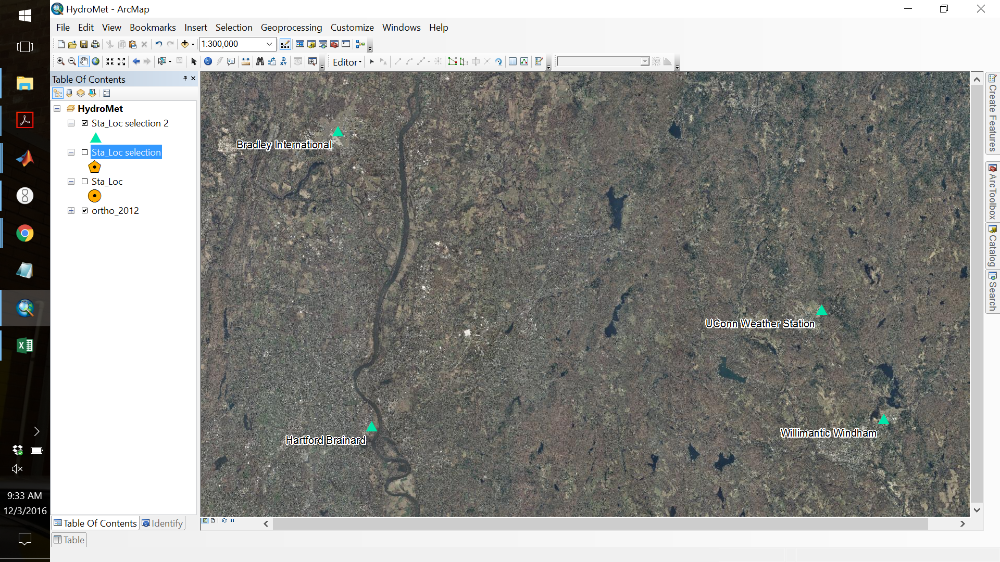 HydroMet - ArcMap
File Edit View Bookmarks Insert Selection Geoprocessing Customize Windows Help
1:300,000
Editor
Table Of Contents
HydroMet
Sta_Loc selection 2
Sta_Loc selection
Sta_Loc
ortho_2012
Bradley International
UConn Weather Station
Willimantic Windham
Hartford Brainard
Create Features
ArcToolbox
Catalog
Search
Table Of Contents
Identify
Table
9:33 AM
12/3/2016